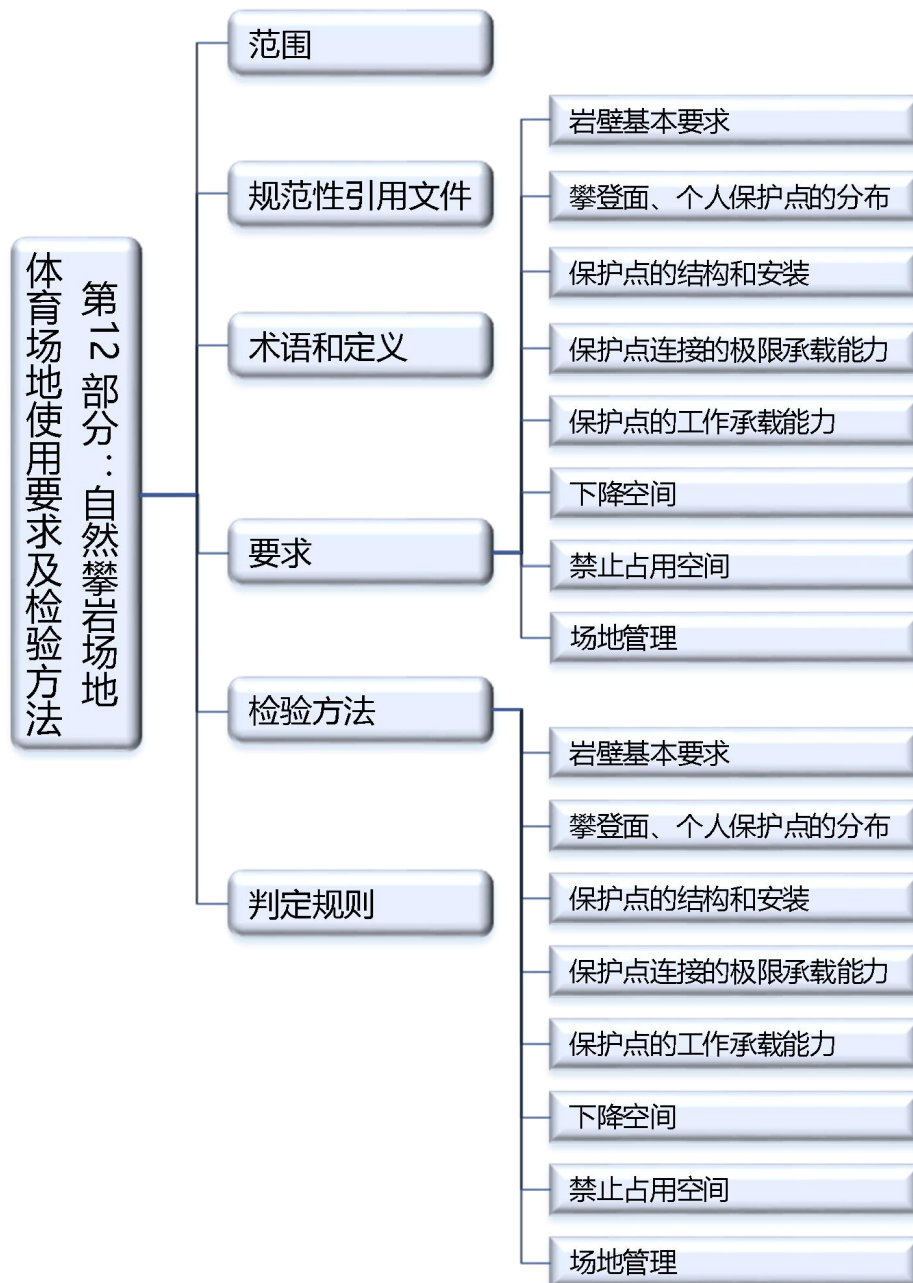 体育场地使用要求及检验方法
第12 部分：自然攀岩场地
范围
规范性引用文件
术语和定义
要求
岩壁基本要求
攀登面、个人保护点的分布
保护点的结构和安装
保护点连接的极限承载能力
保护点的工作承载能力
下降空间
禁止占用空间
场地管理
检验方法
岩壁基本要求
攀登面、个人保护点的分布
保护点的结构和安装
保护点连接的极限承载能力
保护点的工作承载能力
下降空间
禁止占用空间
场地管理
判定规则